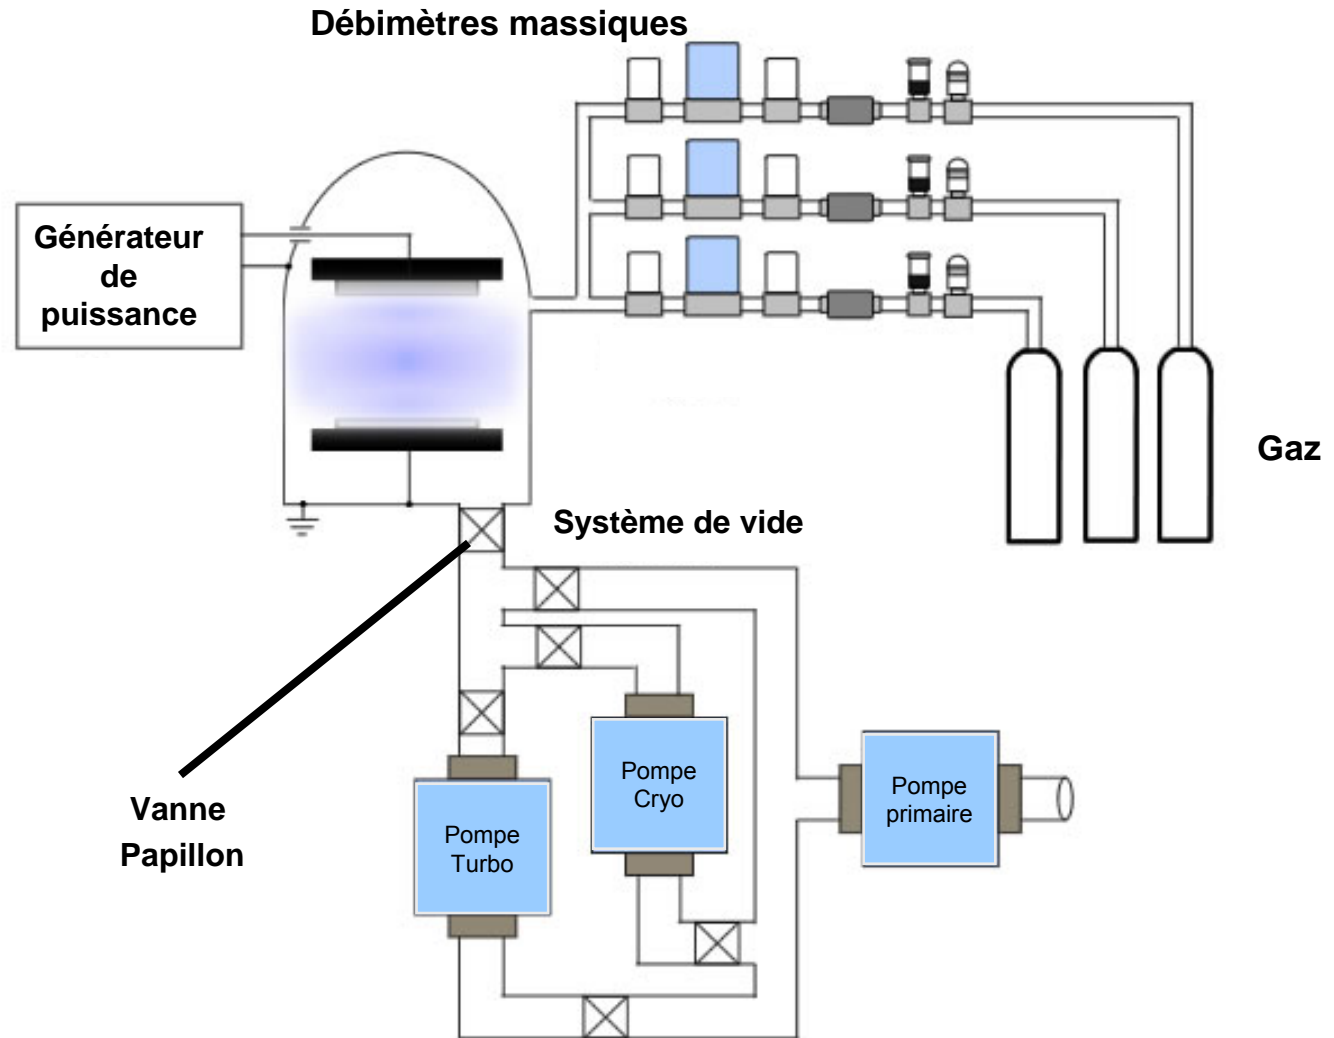 Débimètres massiques
Générateur
de
puissance
Gaz
Système de vide
Vanne
Papillon
Pompe
Cryo
Pompe
primaire
Pompe
Turbo